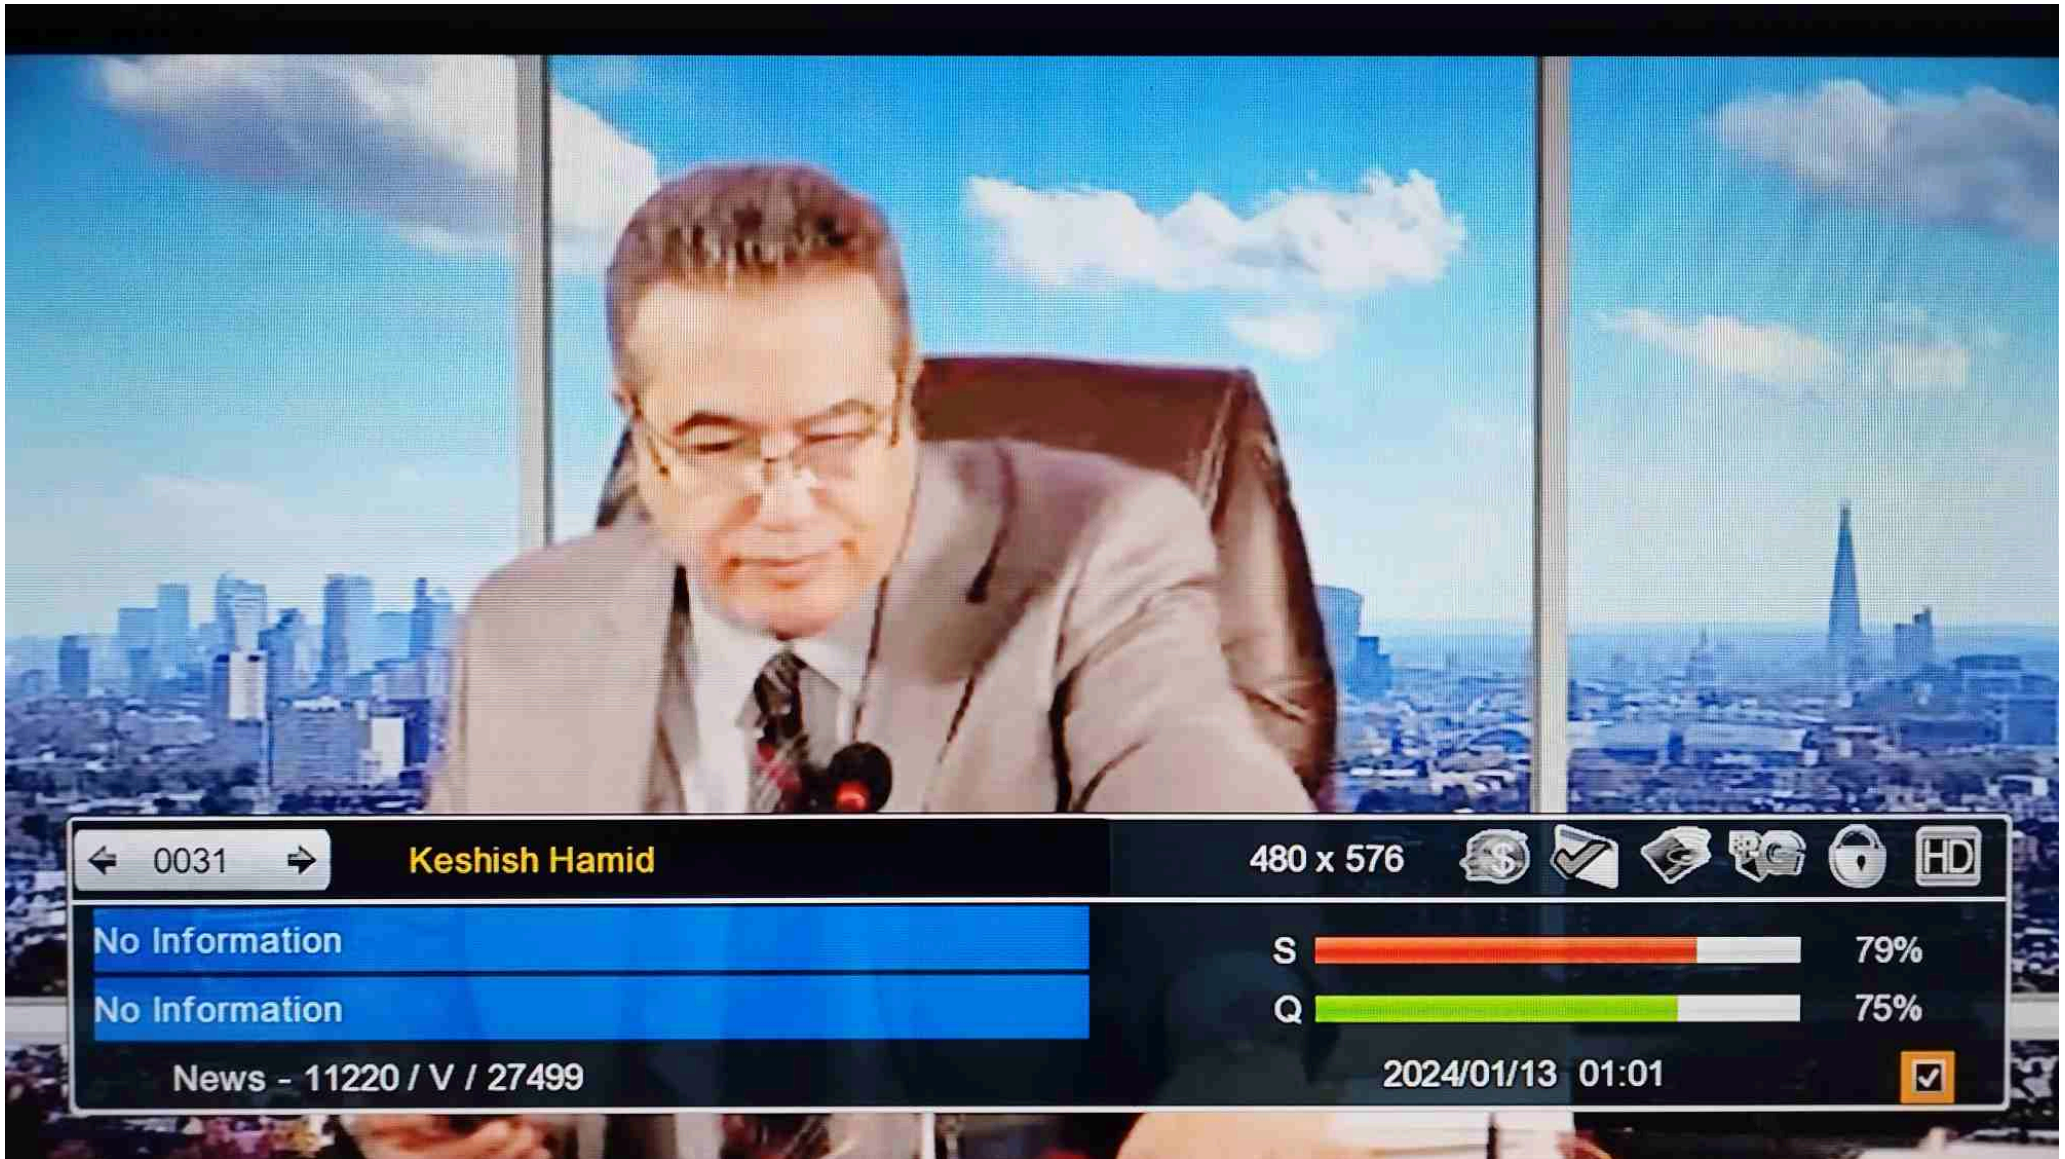 0031
Keshish Hamid
480 x 576
$
HD
No Information
S 79%
No Information
Q 75%
News - 11220 / V / 27499
2024/01/13 01:01